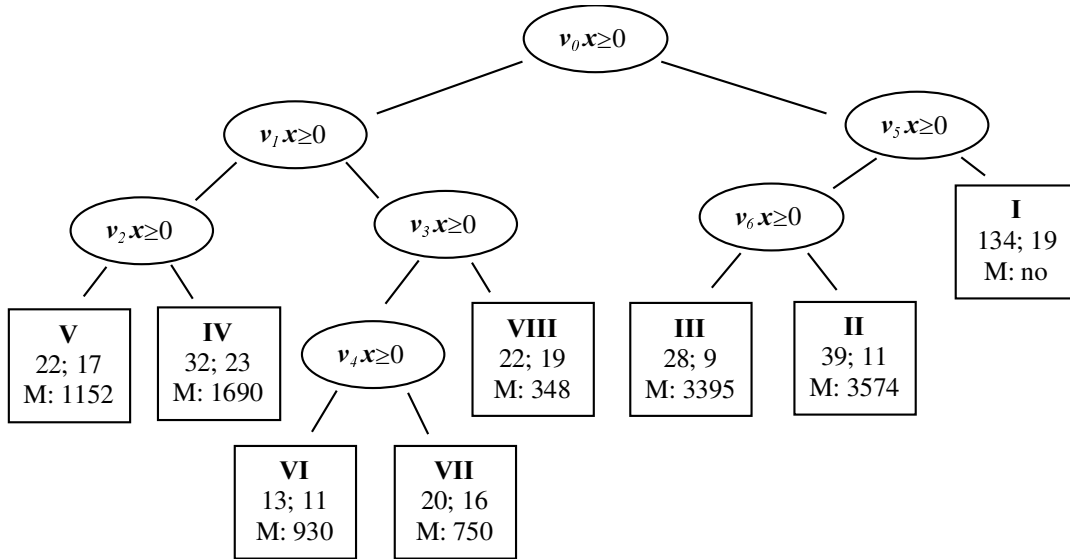 v₀x≥0
v₁x≥0
v₅x≥0
v₂x≥0
v₃x≥0
v₆x≥0
I
134; 19
M: no
V
22; 17
M: 1152
IV
32; 23
M: 1690
v₄x≥0
VIII
22; 19
M: 348
III
28; 9
M: 3395
II
39; 11
M: 3574
VI
13; 11
M: 930
VII
20; 16
M: 750